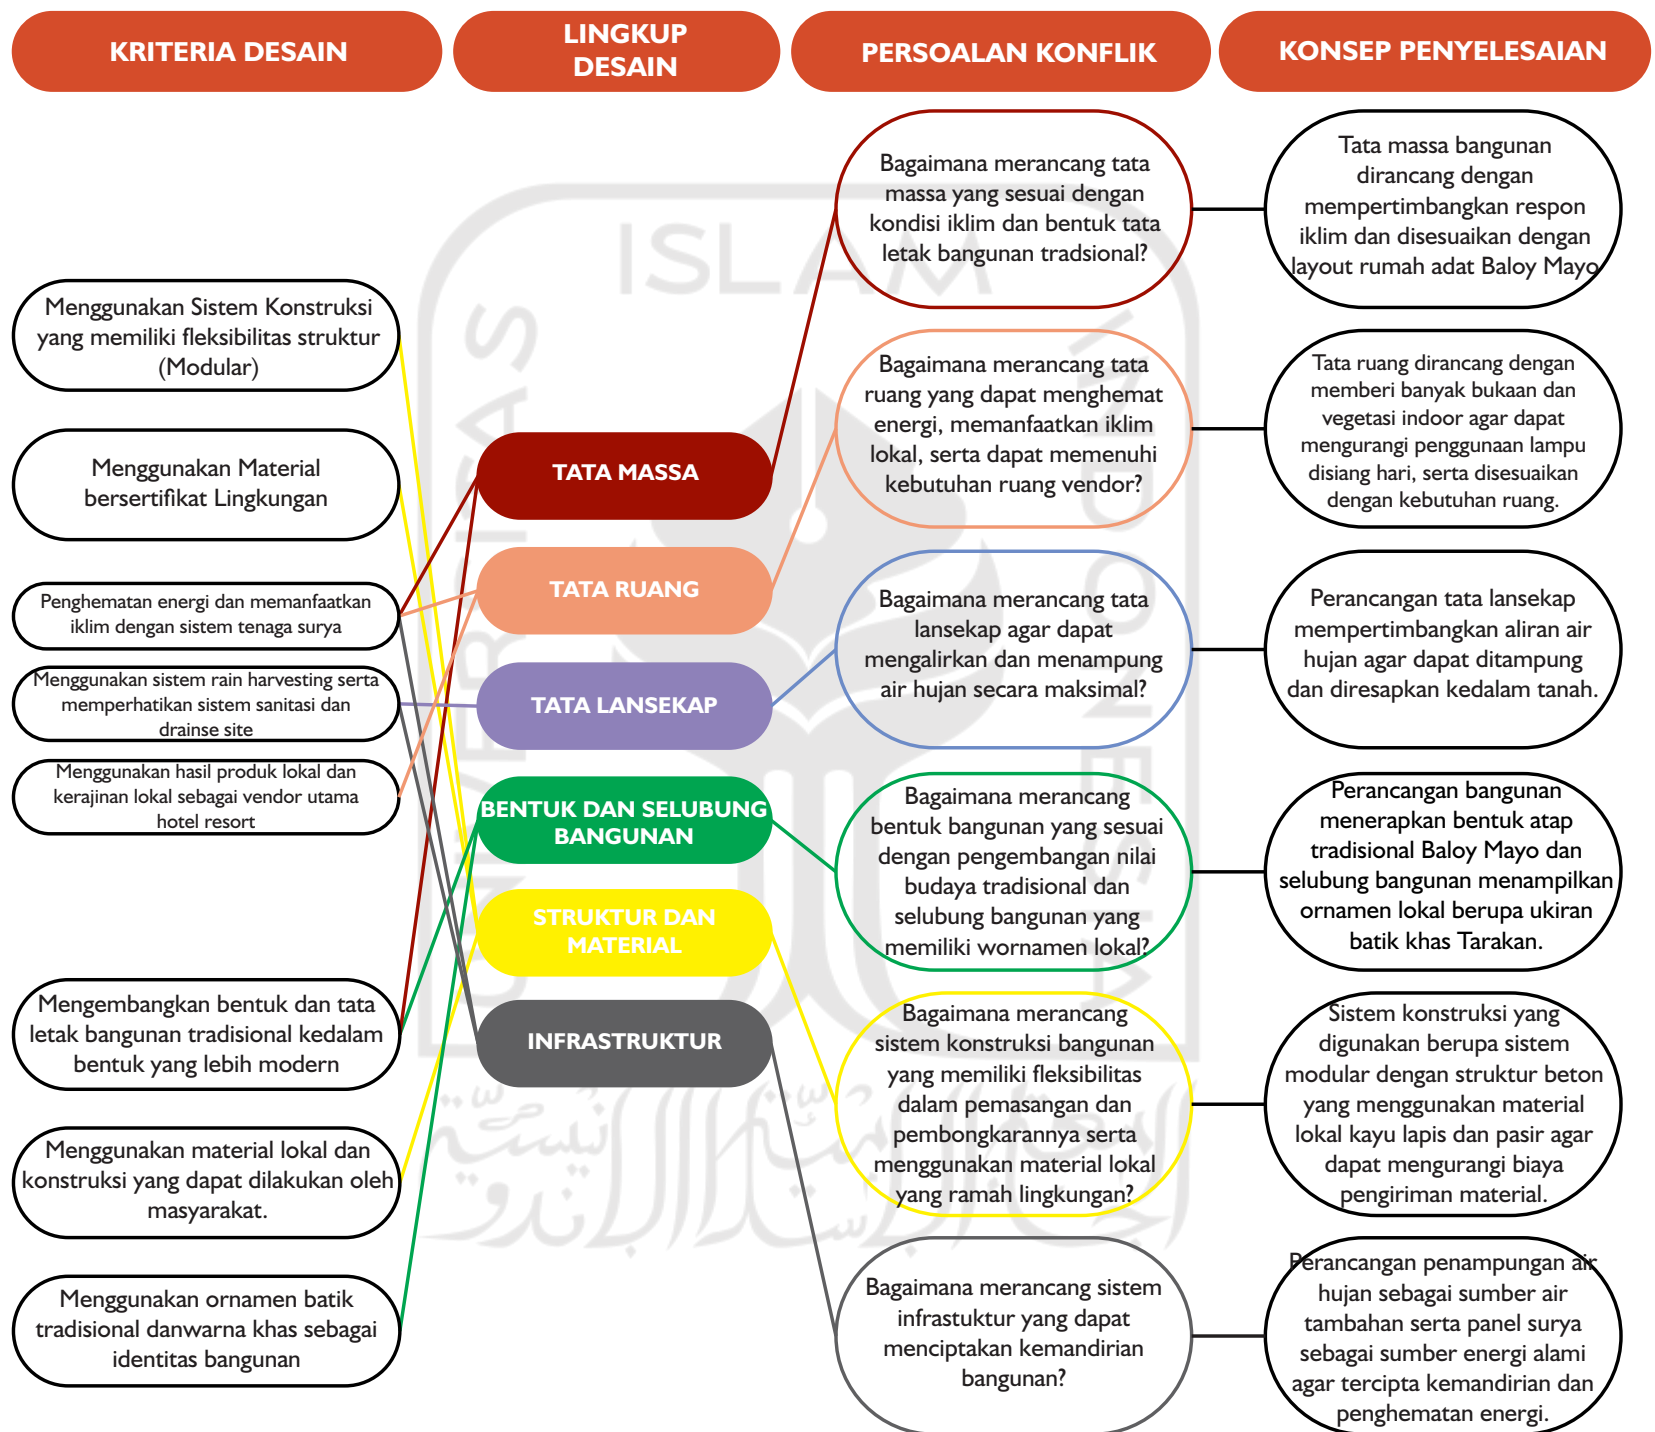 KRITERIA DESAIN
LINGKUP
DESAIN
PERSOALAN KONFLIK
KONSEP PENYELESAIAN
Menggunakan Sistem Konstruksi
yang memiliki fleksibilitas struktur
(Modular)
Menggunakan Material
bersertifikat Lingkungan
Penghematan energi dan memanfaatkan
iklim dengan sistem tenaga surya
Menggunakan sistem rain harvesting serta
memperhatikan sistem sanitasi dan
drainse site
Menggunakan hasil produk lokal dan
kerajinan lokal sebagai vendor utama
hotel resort
Mengembangkan bentuk dan tata
letak bangunan tradisional kedalam
bentuk yang lebih modern
Menggunakan material lokal dan
konstruksi yang dapat dilakukan oleh
masyarakat.
Menggunakan ornamen batik
tradisional danwarna khas sebagai
identitas bangunan
TATA MASSA
TATA RUANG
TATA LANSEKAP
BENTUK DAN SELUBUNG
BANGUNAN
STRUKTUR DAN
MATERIAL
INFRASTRUKTUR
Bagaimana merancang tata
massa yang sesuai dengan
kondisi iklim dan bentuk tata
letak bangunan tradsional?
Bagaimana merancang tata
ruang yang dapat menghemat
energi, memanfaatkan iklim
lokal, serta dapat memenuhi
kebutuhan ruang vendor?
Bagaimana merancang tata
lansekap agar dapat
mengalirkan dan menampung
air hujan secara maksimal?
Bagaimana merancang
bentuk bangunan yang sesuai
dengan pengembangan nilai
budaya tradisional dan
selubung bangunan yang
memiliki wornamen lokal?
Bagaimana merancang
sistem konstruksi bangunan
yang memiliki fleksibilitas
dalam pemasangan dan
pembongkarannya serta
menggunakan material lokal
yang ramah lingkungan?
Bagaimana merancang sistem
infrastuktur yang dapat
menciptakan kemandirian
bangunan?
Tata massa bangunan
dirancang dengan
mempertimbangkan respon
iklim dan disesuaikan dengan
layout rumah adat Baloy Mayo
Tata ruang dirancang dengan
memberi banyak bukaan dan
vegetasi indoor agar dapat
mengurangi penggunaan lampu
disiang hari, serta disesuaikan
dengan kebutuhan ruang.
Perancangan tata lansekap
mempertimbangkan aliran air
hujan agar dapat ditampung
dan diresapkan kedalam tanah.
Perancangan bangunan
menerapkan bentuk atap
tradisional Baloy Mayo dan
selubung bangunan menampilkan
ornamen lokal berupa ukiran
batik khas Tarakan.
Sistem konstruksi yang
digunakan berupa sistem
modular dengan struktur beton
yang menggunakan material
lokal kayu lapis dan pasir agar
dapat mengurangi biaya
pengiriman material.
Perancangan penampungan air
hujan sebagai sumber air
tambahan serta panel surya
sebagai sumber energi alami
agar tercipta kemandirian dan
penghematan energi.
UNIVERSITAS
ISLAM
INDONESIA